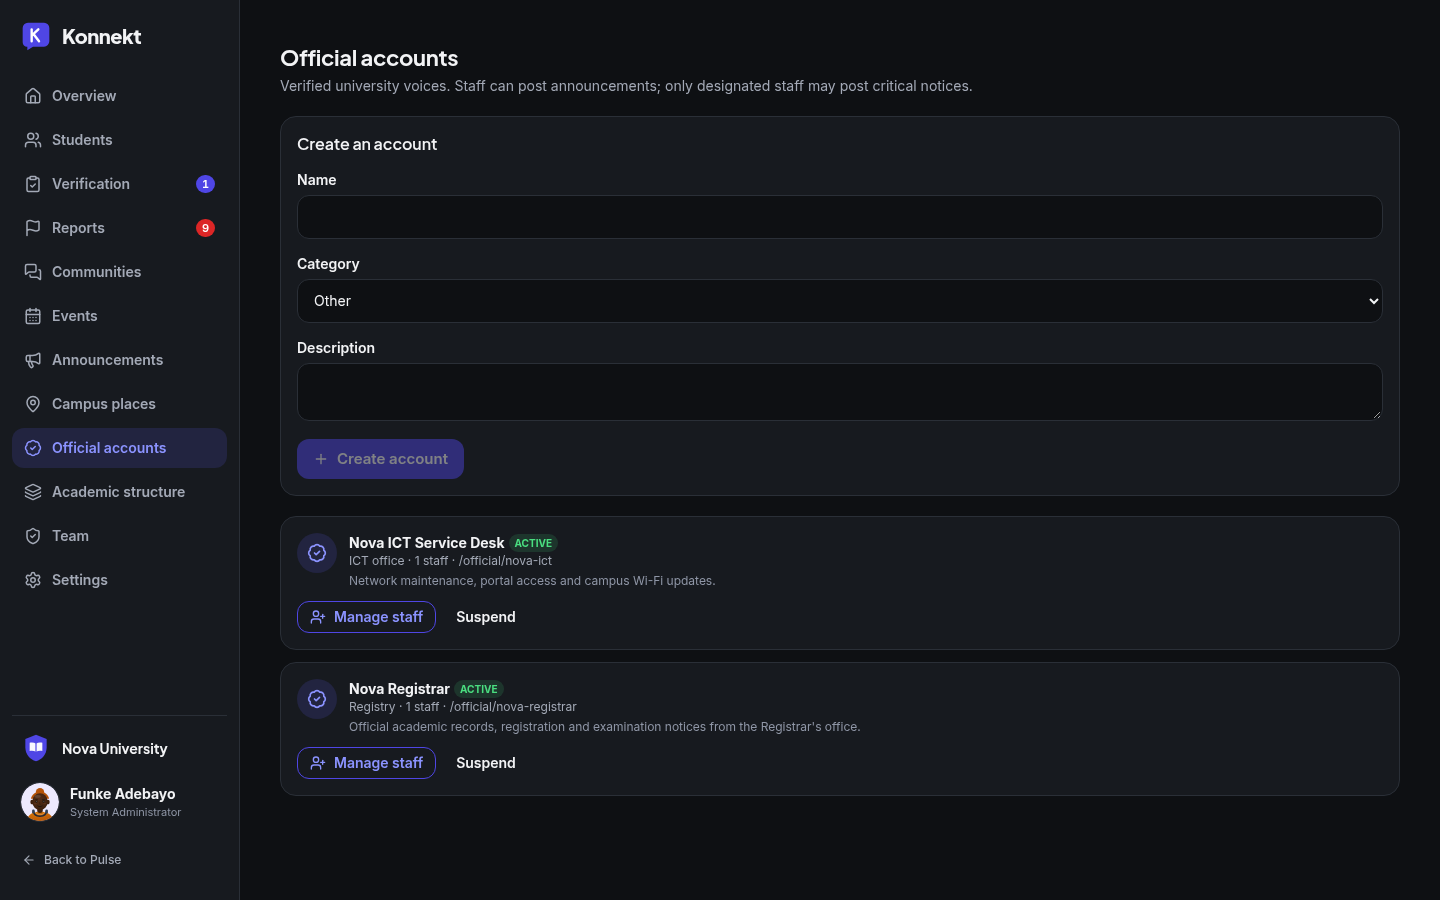 Konnekt
Overview
Students
Verification 1
Reports 9
Communities
Events
Announcements
Campus places
Official accounts
Academic structure
Team
Settings
Nova University
Funke Adebayo
System Administrator
Back to Pulse
Official accounts
Verified university voices. Staff can post announcements; only designated staff may post critical notices.
Create an account
Name
Category
Other
Description
Create account
Nova ICT Service Desk ACTIVE
ICT office · 1 staff · /official/nova-ict
Network maintenance, portal access and campus Wi-Fi updates.
Manage staff Suspend
Nova Registrar ACTIVE
Registry · 1 staff · /official/nova-registrar
Official academic records, registration and examination notices from the Registrar's office.
Manage staff Suspend